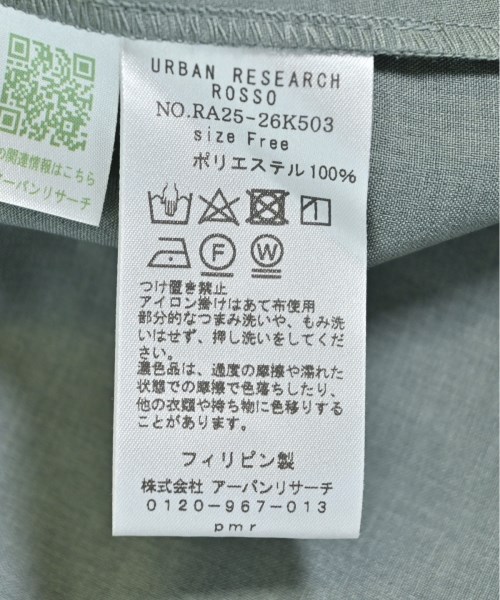 URBAN RESEARCH
ROSSO
NO.RA25-26K503
size Free
ポリエステル100%
F
W
つけ置き禁止
アイロン掛けはあて布使用
部分的なつまみ洗いや、もみ洗
いはせず、押し洗いをしてくだ
さい。
濃色品は、過度の摩擦や濡れた
状態での摩擦で色落ちしたり、
他の衣類や持ち物に色移りする
ことがあります。
フィリピン製
株式会社 アーバンリサーチ
0120-967-013
pmr
の関連情報はこちら
アーバンリサーチ